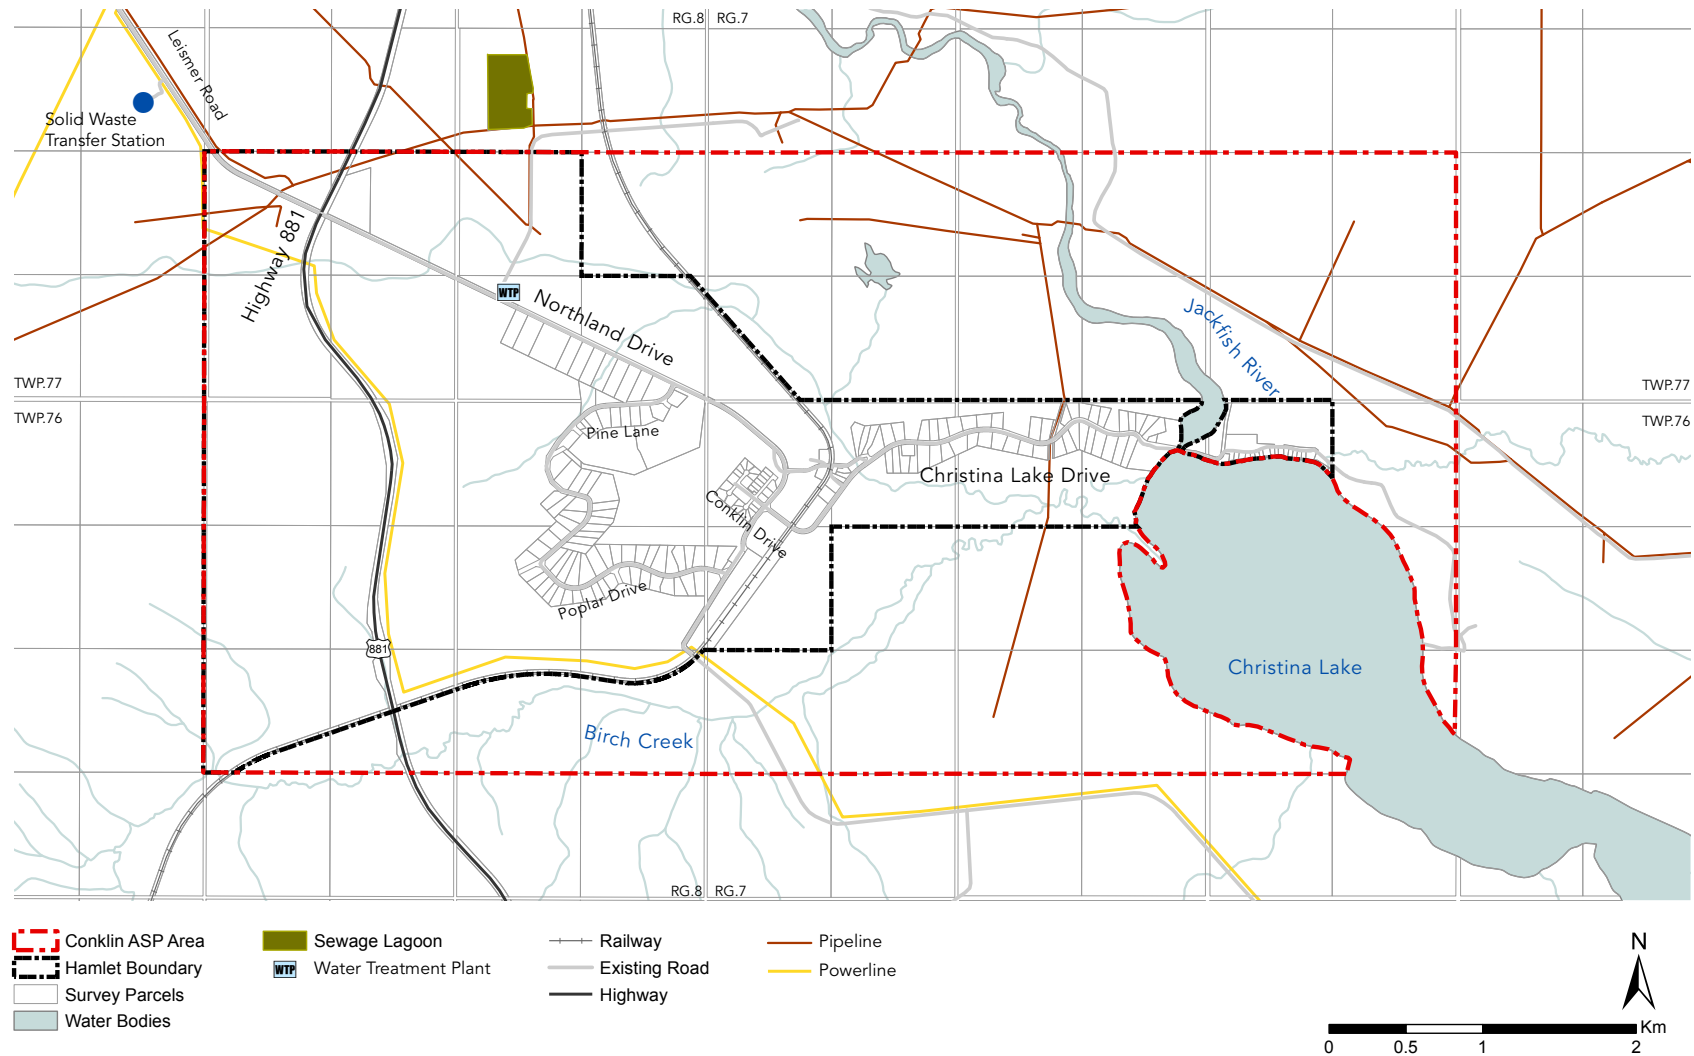 RG.8 RG.7
Leismer Road
Solid Waste
Transfer Station
Highway 881
WTP
Northland Drive
Jackfish River
TWP.77
TWP.76
TWP.77
TWP.76
Pine Lane
Christina Lake Drive
Conklin Drive
Poplar Drive
881
Christina Lake
Birch Creek
RG.8 RG.7
Conklin ASP Area
Hamlet Boundary
Survey Parcels
Water Bodies
Sewage Lagoon
WTP Water Treatment Plant
Railway
Existing Road
Highway
Pipeline
Powerline
N
Km
0 0.5 1 2